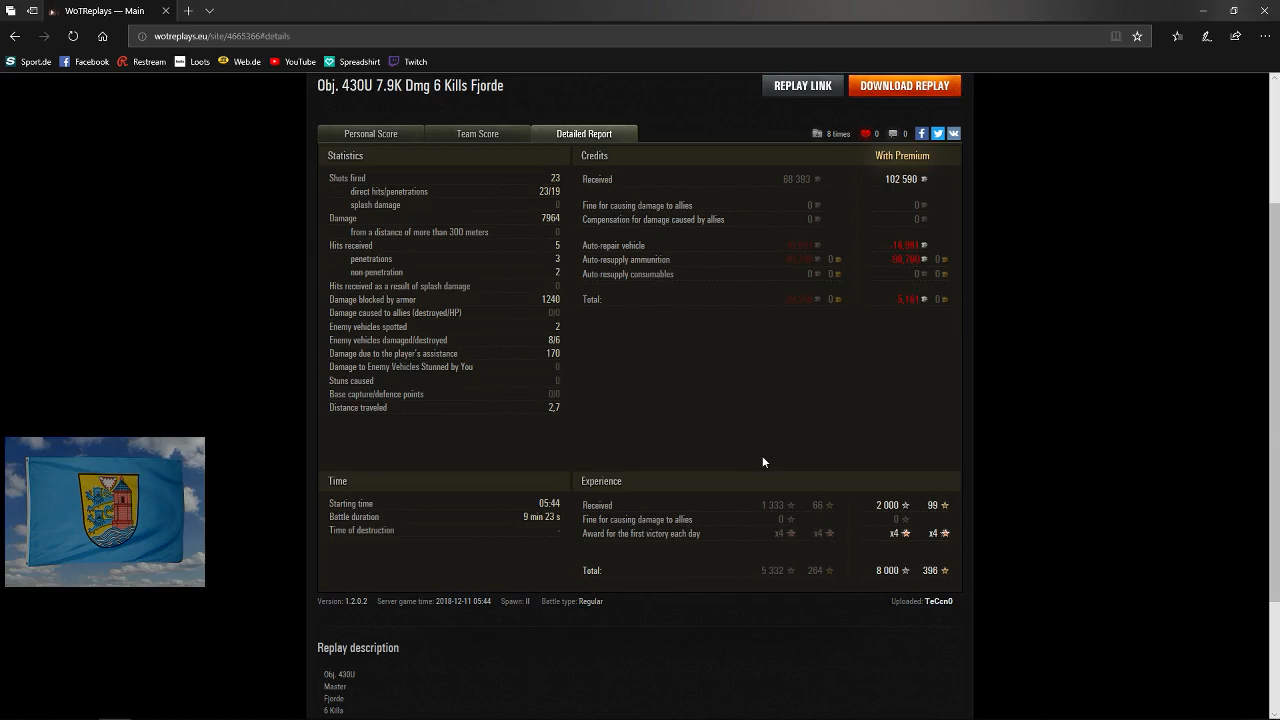 WoTReplays — Main
wotreplays.eu/site/4665366#details
Sport.de Facebook Restream Loots Web.de YouTube Spreadshirt Twitch
Obj. 430U 7.9K Dmg 6 Kills Fjorde
REPLAY LINK DOWNLOAD REPLAY
Personal Score Team Score Detailed Report 8 times 0 0
Statistics Credits With Premium
Shots fired 23 Received 68 393 102 590
direct hits/penetrations 23/19
splash damage 0 Fine for causing damage to allies 0 0
Damage 7964 Compensation for damage caused by allies 0 0
from a distance of more than 300 meters 0
Hits received 5 Auto-repair vehicle -16,981
penetrations 3 Auto-resupply ammunition 0 0
non-penetration 2 Auto-resupply consumables 0 0 0 0
Hits received as a result of splash damage 0
Damage blocked by armor 1240 Total: 0 0
Damage caused to allies (destroyed/HP) 0/0
Enemy vehicles spotted 2
Enemy vehicles damaged/destroyed 8/6
Damage due to the player's assistance 170
Damage to Enemy Vehicles Stunned by You 0
Stuns caused 0
Base capture/defence points 0/0
Distance traveled 2,7
Time Experience
Starting time 05:44 Received 1 333 66 2 000 99
Battle duration 9 min 23 s Fine for causing damage to allies 0 0
Time of destruction - Award for the first victory each day x4 x4 x4 x4
Total: 5 332 264 8 000 396
Version: 1.2.0.2 Server game time: 2018-12-11 05:44 Spawn: II Battle type: Regular Uploaded: TeCcn0
Replay description
Obj. 430U
Master
Fjorde
6 Kills